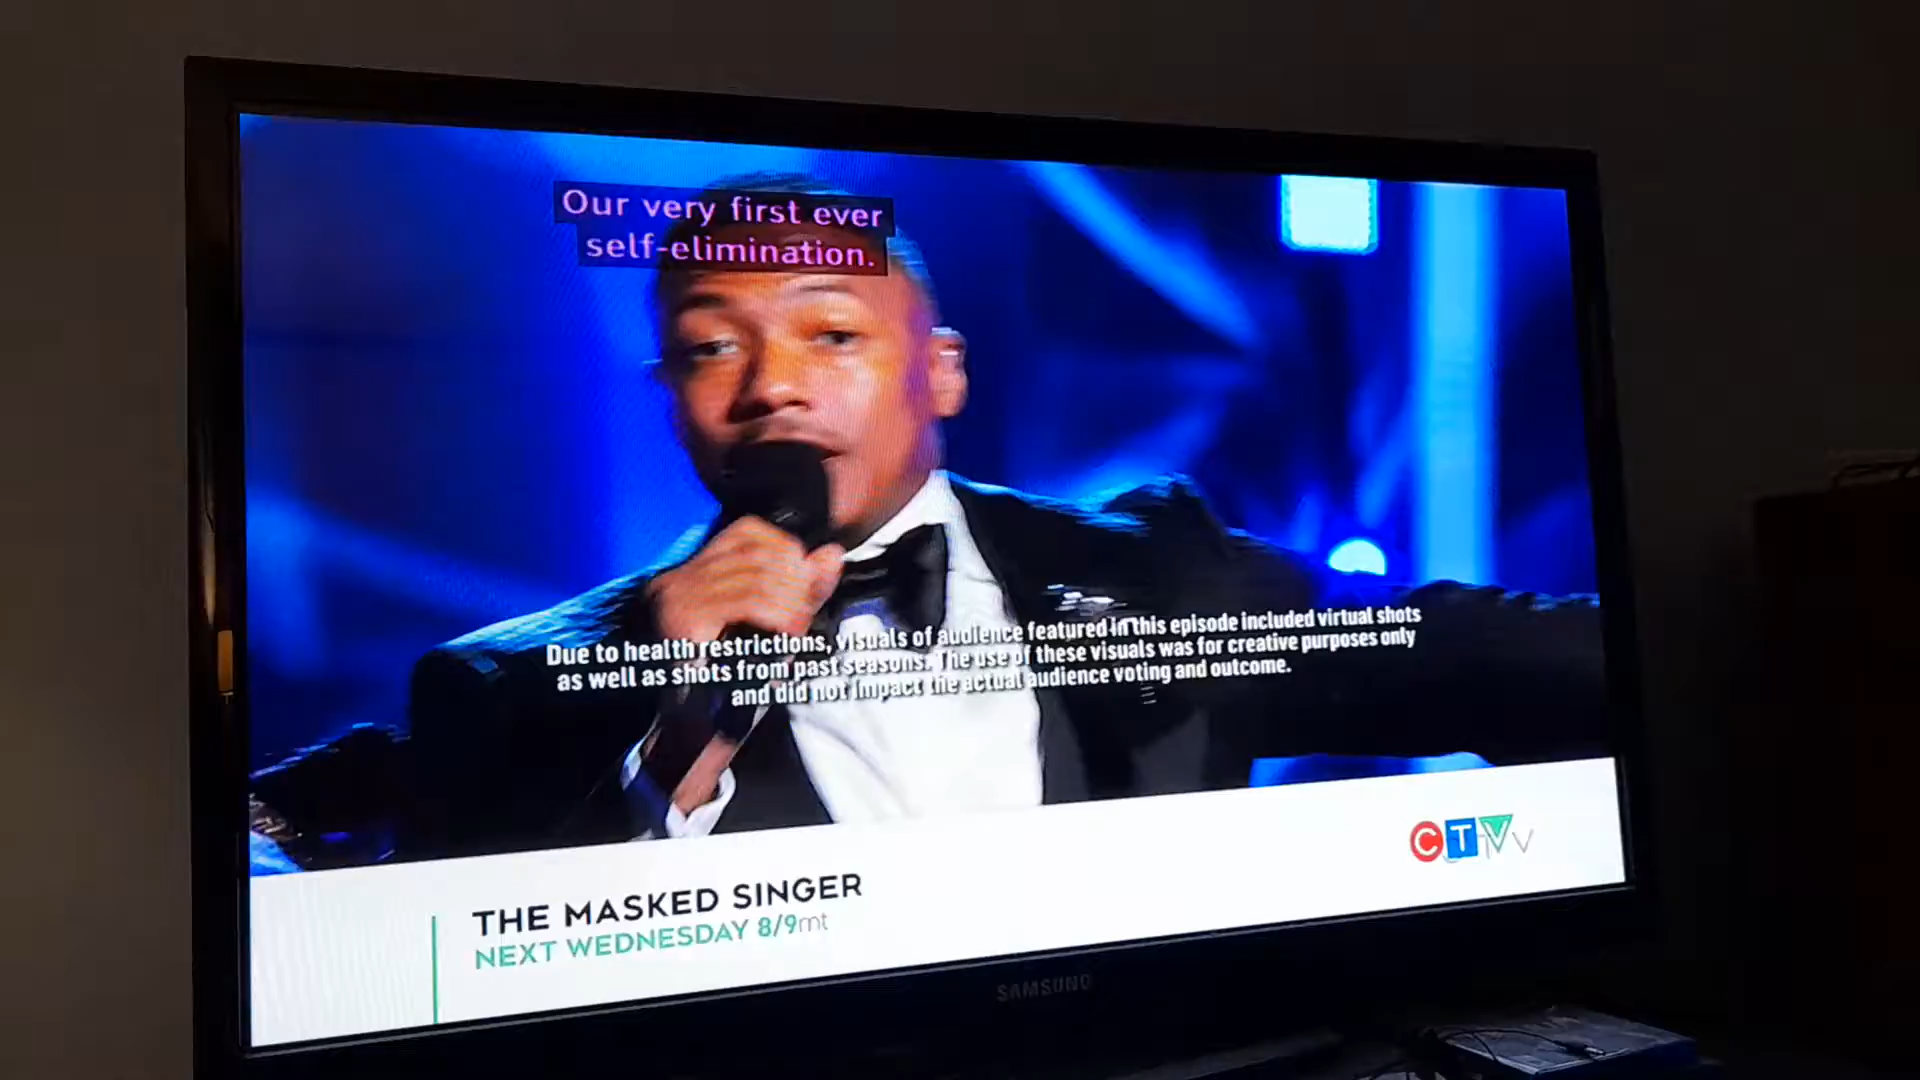 Our very first ever
self-elimination.
Due to health restrictions, visuals of audience featured in this episode included virtual shots
as well as shots from past seasons. The use of these visuals was for creative purposes only
and did not impact the actual audience voting and outcome.
CTV
THE MASKED SINGER
NEXT WEDNESDAY 8/9mt
SAMSUNG